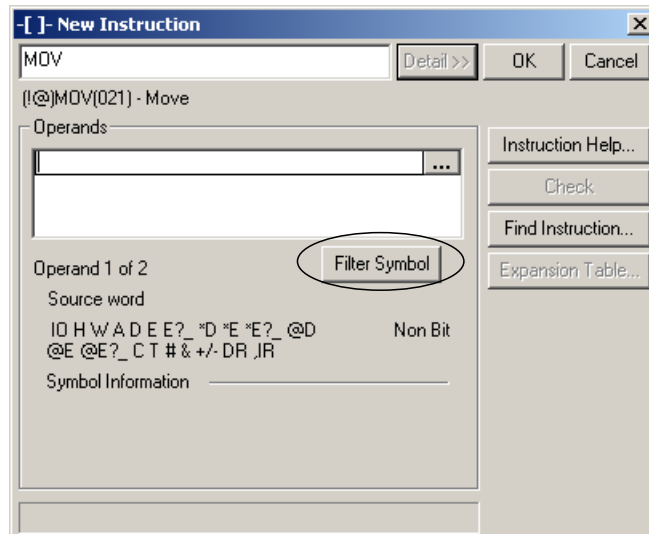 -[ ]- New Instruction
MOV
Detail >>
OK
Cancel
(!@)MOV(021) - Move
Operands
...
Instruction Help...
Check
Find Instruction...
Expansion Table...
Operand 1 of 2
Filter Symbol
Source word
IO H W A D E E?_ *D *E *E?_ @D
@E @E?_ C T # & +/- DR ,IR
Non Bit
Symbol Information